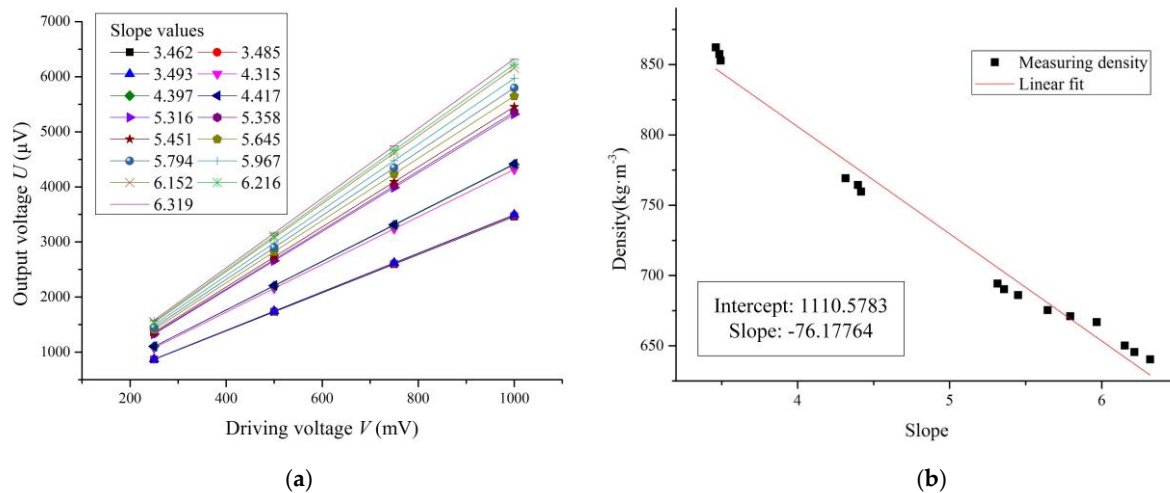 7000
6000
5000
4000
3000
2000
1000
Output voltage U (μV)
Slope values
3.462 3.485
3.493 4.315
4.397 4.417
5.316 5.358
5.451 5.645
5.794 5.967
6.152 6.216
6.319
200 400 600 800 1000
Driving voltage V (mV)
(a)
850
800
750
700
650
Density(kg·m⁻³)
Measuring density
Linear fit
Intercept: 1110.5783
Slope: -76.17764
4 5 6
Slope
(b)